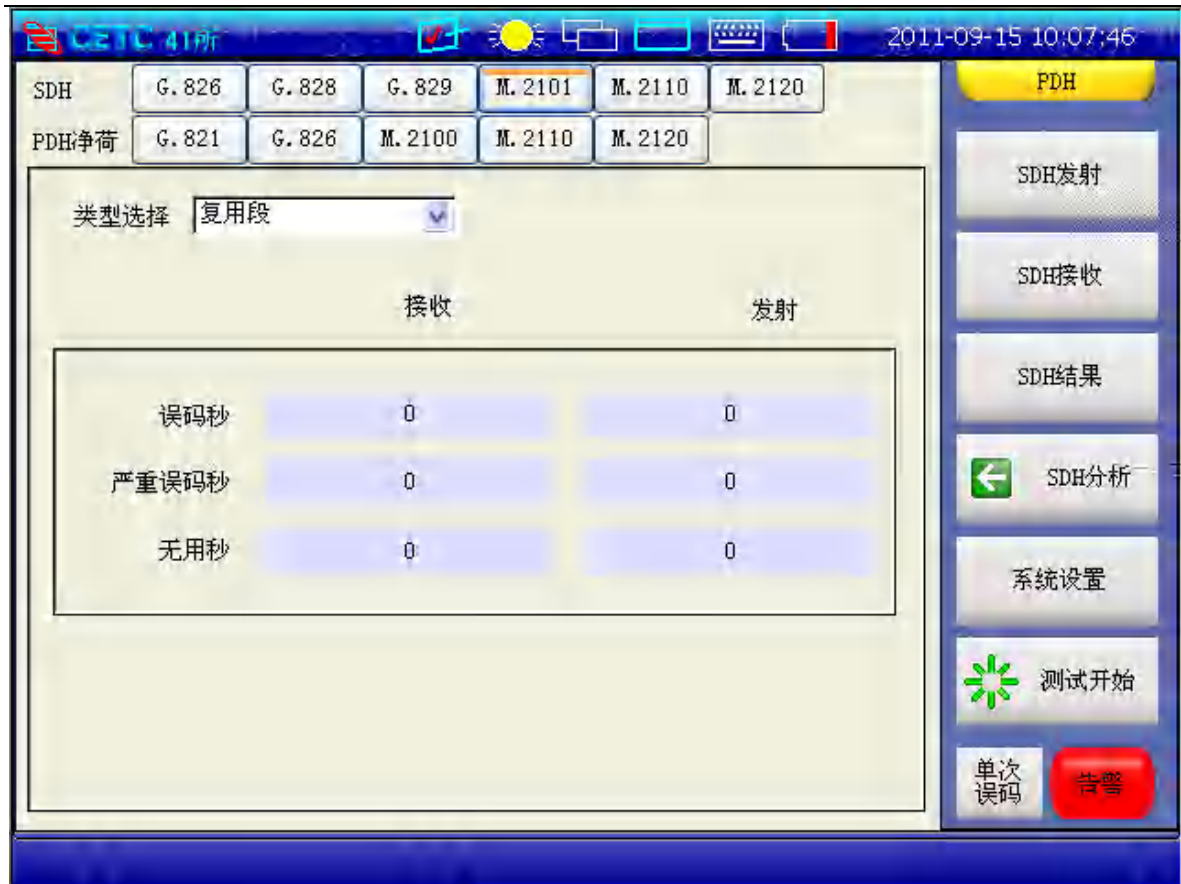 CETC 41所 2011-09-15 10:07:46
SDH G.826 G.828 G.829 M.2101 M.2110 M.2120
PDH净荷 G.821 G.826 M.2100 M.2110 M.2120
类型选择 复用段
接收 发射
误码秒 0 0
严重误码秒 0 0
无用秒 0 0
PDH
SDH发射
SDH接收
SDH结果
SDH分析
系统设置
测试开始
单次
误码
告警